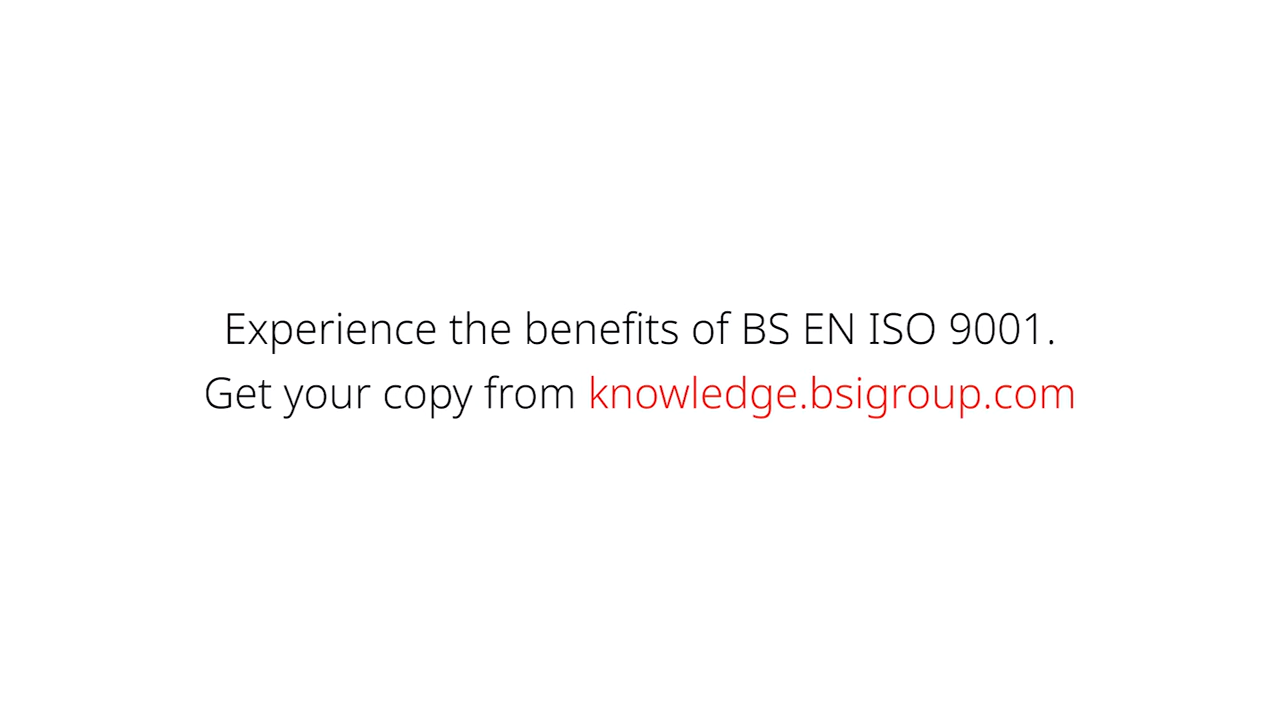 Experience the benefits of BS EN ISO 9001.
Get your copy from knowledge.bsigroup.com